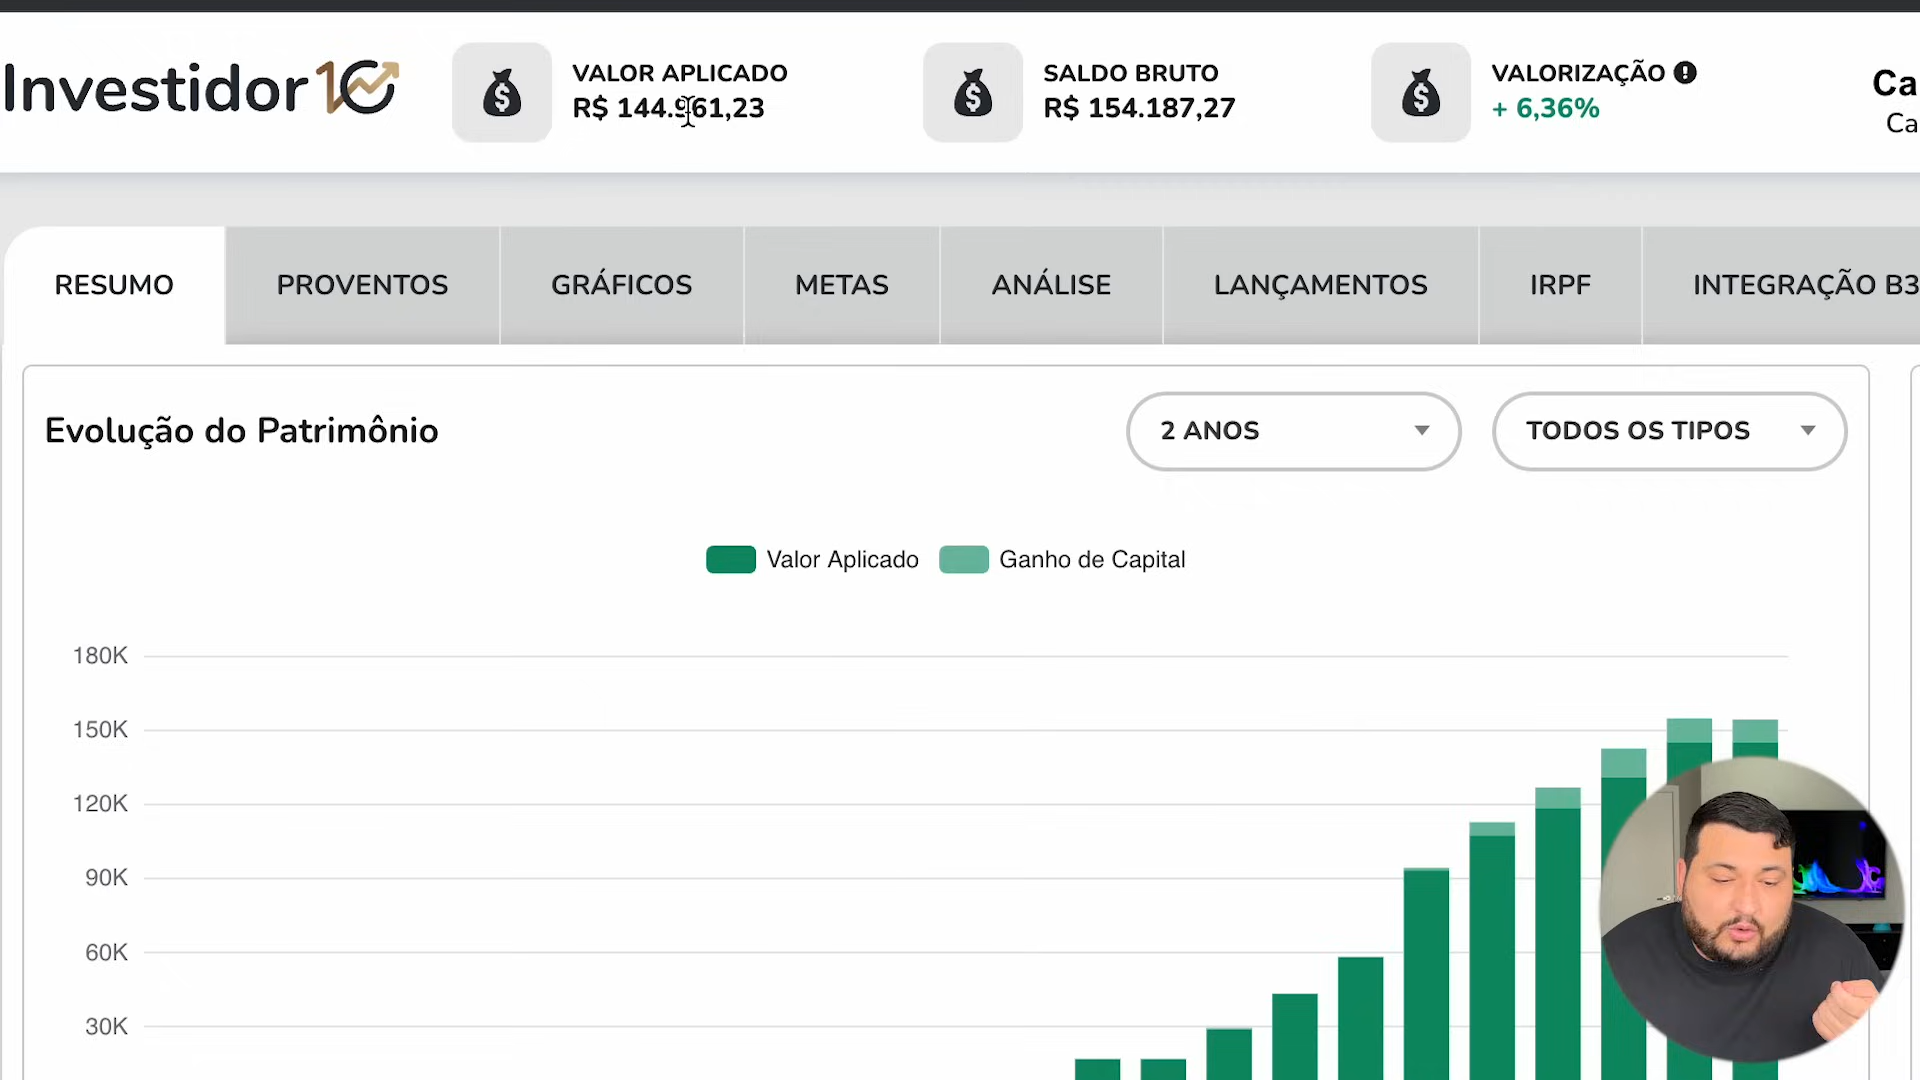 Investidor10
VALOR APLICADO
R$ 144.961,23
SALDO BRUTO
R$ 154.187,27
VALORIZAÇÃO
+ 6,36%
Ca
Ca
RESUMO
PROVENTOS
GRÁFICOS
METAS
ANÁLISE
LANÇAMENTOS
IRPF
INTEGRAÇÃO B3
Evolução do Patrimônio
2 ANOS
TODOS OS TIPOS
Valor Aplicado
Ganho de Capital
180K
150K
120K
90K
60K
30K